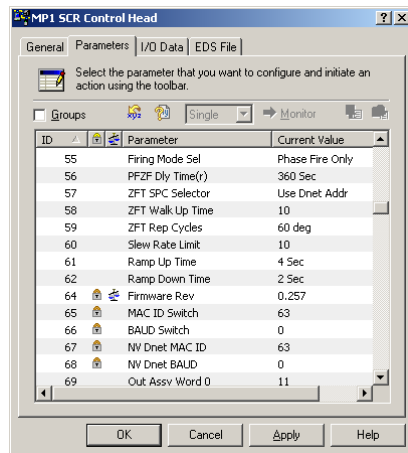 MP1 SCR Control Head
General Parameters I/O Data EDS File
Select the parameter that you want to configure and initiate an
action using the toolbar.
Groups Single Monitor
ID Parameter Current Value
55 Firing Mode Sel Phase Fire Only
56 PFZF Dly Time(r) 360 Sec
57 ZFT SPC Selector Use Dnet Addr
58 ZFT Walk Up Time 10
59 ZFT Rep Cycles 60 deg
60 Slew Rate Limit 10
61 Ramp Up Time 4 Sec
62 Ramp Down Time 2 Sec
64 Firmware Rev 0.257
65 MAC ID Switch 63
66 BAUD Switch 0
67 NV Dnet MAC ID 63
68 NV Dnet BAUD 0
69 Out Assy Word 0 11
OK Cancel Apply Help